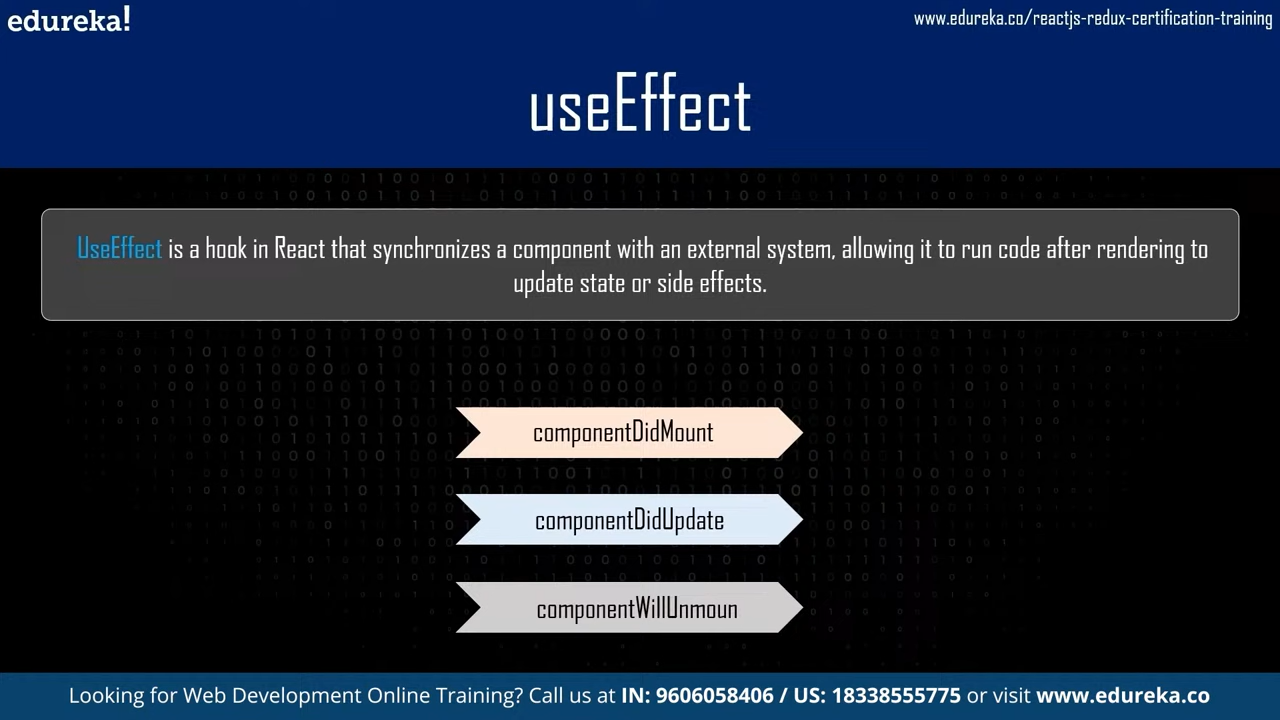 edureka!
www.edureka.co/reactjs-redux-certification-training
useEffect
UseEffect is a hook in React that synchronizes a component with an external system, allowing it to run code after rendering to
update state or side effects.
componentDidMount
componentDidUpdate
componentWillUnmoun
Looking for Web Development Online Training? Call us at IN: 9606058406 / US: 18338555775 or visit www.edureka.co